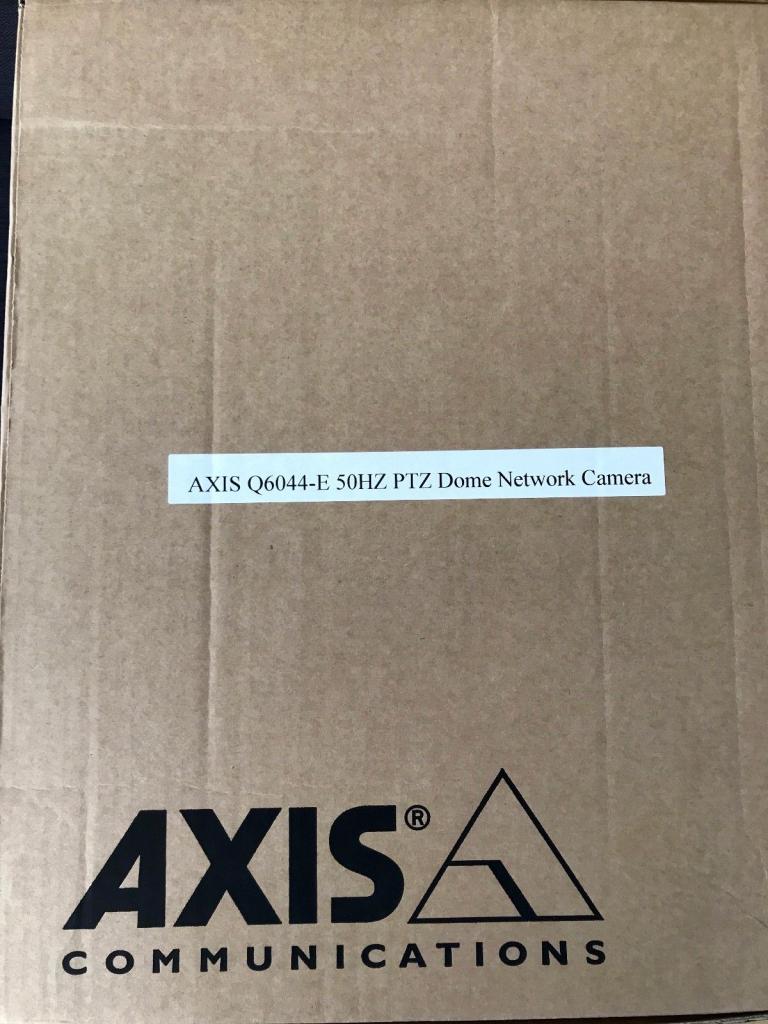 AXIS Q6044-E 50HZ PTZ Dome Network Camera
AXIS®
COMMUNICATIONS